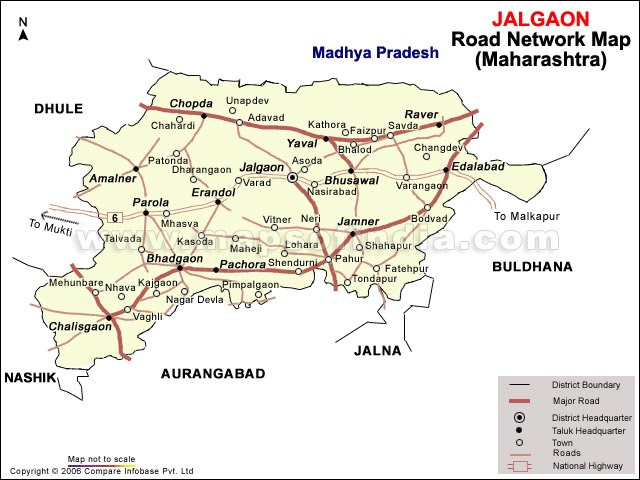 N
JALGAON
Road Network Map
(Maharashtra)
Madhya Pradesh
DHULE
Chopda
Unapdev
Adavad
Chahardi
Kathora
Faizpur
Savda
Raver
Yaval
Bhalod
Changdev
Patonda
Jalgaon
Asoda
Amalner
Dharangaon
Varad
Nasirabad
Bhusawal
Varangaon
Edalabad
Parola
Erandol
To Mukti
6
Mhasva
Vitner
Neri
Jamner
Bodvad
To Malkapur
www.mapsofindia.com
Talvada
Kasoda
Maheji
Lohara
Shahapur
Bhadgaon
Pachora
Shendurni
Pahur
Fatehpur
BULDHANA
Mehunbare
Nhava
Kajgaon
Nagar Devla
Pimpalgaon
Tondapur
Chalisgaon
Vaghli
JALNA
NASHIK
AURANGABAD
District Boundary
Major Road
District Headquarter
Taluk Headquarter
Town
Roads
National Highway
Map not to scale
Copyright © 2006 Compare Infobase Pvt. Ltd